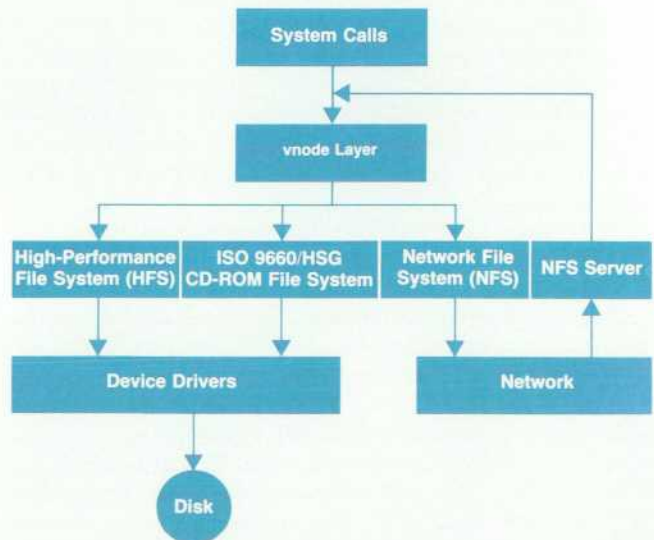 System Calls
vnode Layer
High-Performance
File System (HFS)
ISO 9660/HSG
CD-ROM File System
Network File
System (NFS)
NFS Server
Device Drivers
Network
Disk